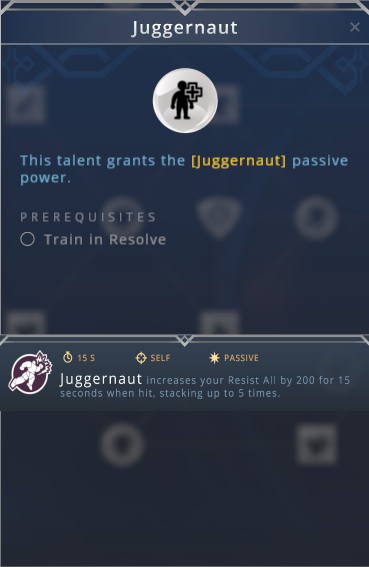 Juggernaut
This talent grants the [Juggernaut] passive
power.
PREREQUISITES
Train in Resolve
15 S SELF PASSIVE
Juggernaut increases your Resist All by 200 for 15
seconds when hit, stacking up to 5 times.